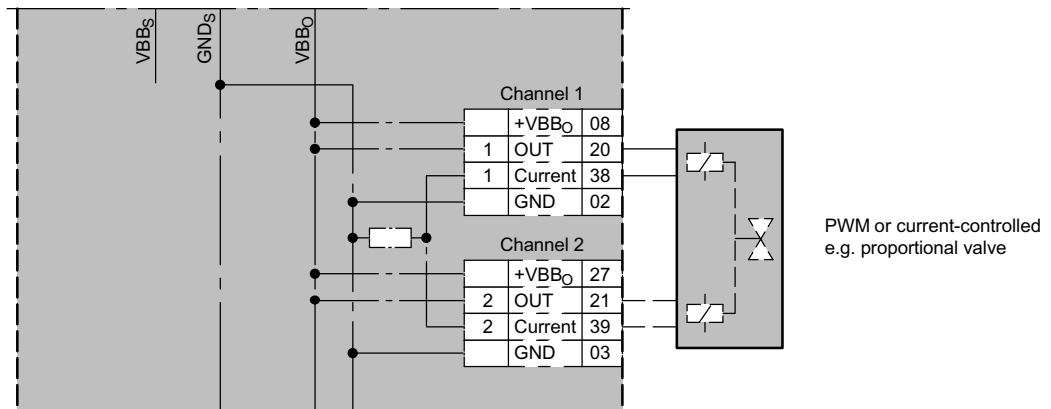 VBBS
GNDS
VBBO
Channel 1
+VBBO 08
1 OUT 20
1 Current 38
GND 02
Channel 2
+VBBO 27
2 OUT 21
2 Current 39
GND 03
PWM or current-controlled
e.g. proportional valve